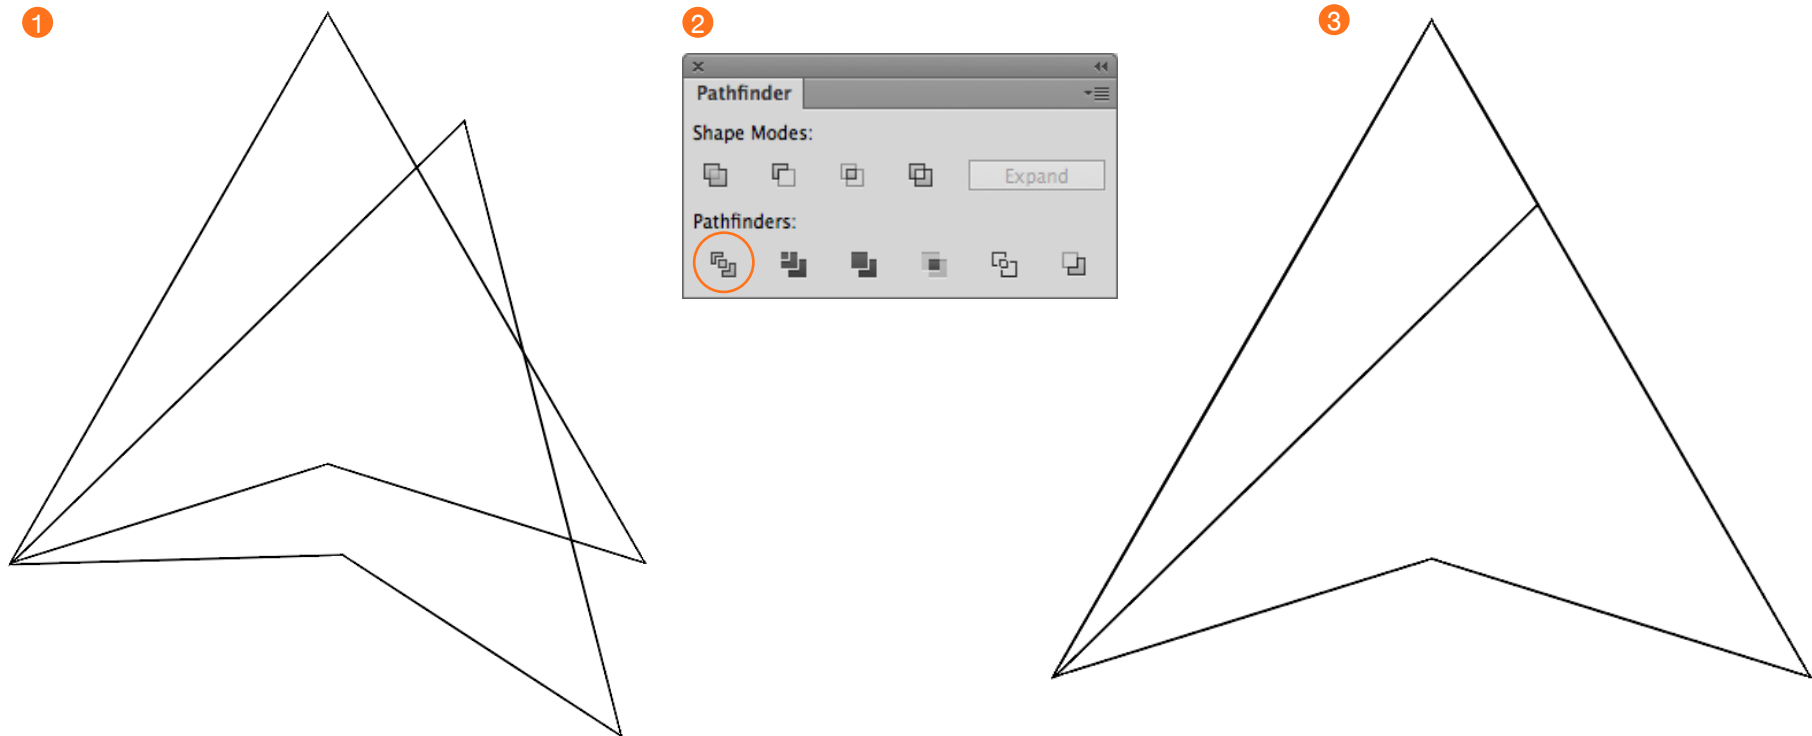 1
2
3
Pathfinder
Shape Modes:
Expand
Pathfinders: